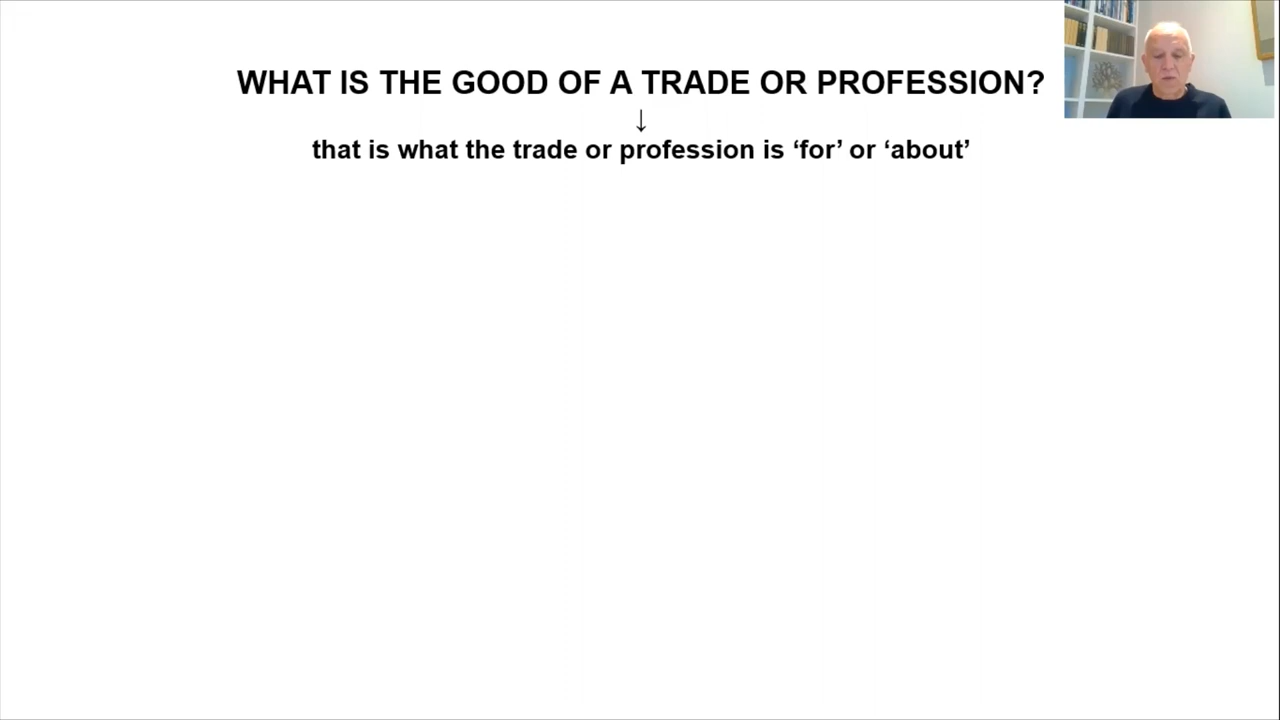 WHAT IS THE GOOD OF A TRADE OR PROFESSION?
↓
that is what the trade or profession is ‘for’ or ‘about’